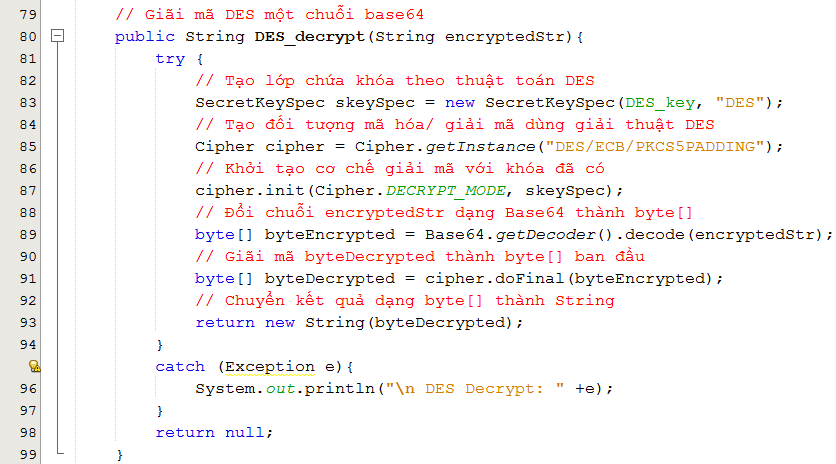 79 // Giãi mã DES một chuỗi base64
80 public String DES_decrypt(String encryptedStr){
81 try {
82 // Tạo lớp chứa khóa theo thuật toán DES
83 SecretKeySpec skeySpec = new SecretKeySpec(DES_key, "DES");
84 // Tạo đối tượng mã hóa/ giải mã dùng giải thuật DES
85 Cipher cipher = Cipher.getInstance("DES/ECB/PKCS5PADDING");
86 // Khởi tạo cơ chế giải mã với khóa đã có
87 cipher.init(Cipher.DECRYPT_MODE, skeySpec);
88 // Đổi chuỗi encryptedStr dạng Base64 thành byte[]
89 byte[] byteEncrypted = Base64.getDecoder().decode(encryptedStr);
90 // Giãi mã byteDecrypted thành byte[] ban đầu
91 byte[] byteDecrypted = cipher.doFinal(byteEncrypted);
92 // Chuyển kết quả dạng byte[] thành String
93 return new String(byteDecrypted);
94 }
catch (Exception e){
96 System.out.println("\n DES Decrypt: " +e);
97 }
98 return null;
99 }